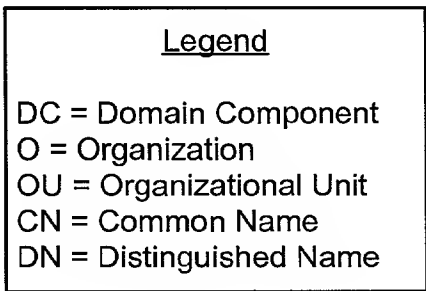 Legend
DC = Domain Component
O = Organization
OU = Organizational Unit
CN = Common Name
DN = Distinguished Name